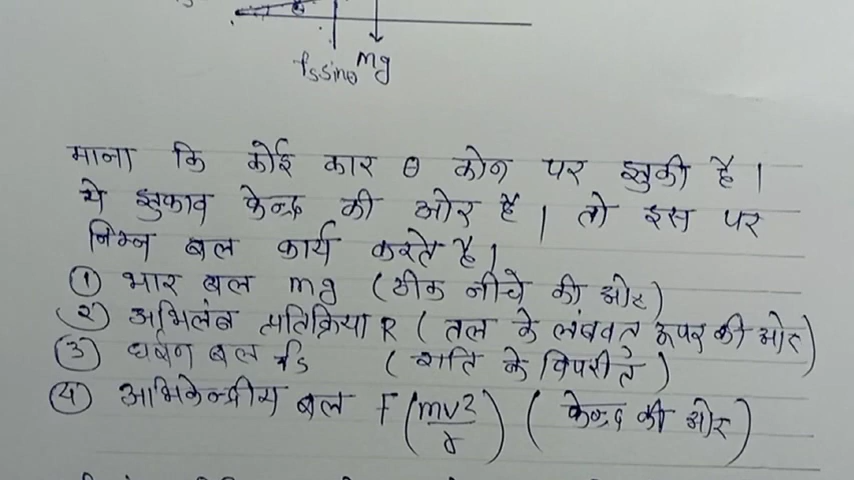 fssinθ mg
माना कि कोई कार θ कोन पर झुकी है।
ये झुकाव केन्द्र की ओर है। तो इस पर
निम्न बल कार्य करते है।
① भार बल mg (ठीक नीचे की ओर)
② अभिलंब प्रतिक्रिया R (तल के लंबवत् ऊपर की ओर)
③ घर्षण बल fs (गति के विपरीत)
④ अभिकेन्द्रीय बल F(mv2/r) (केन्द्र की ओर)